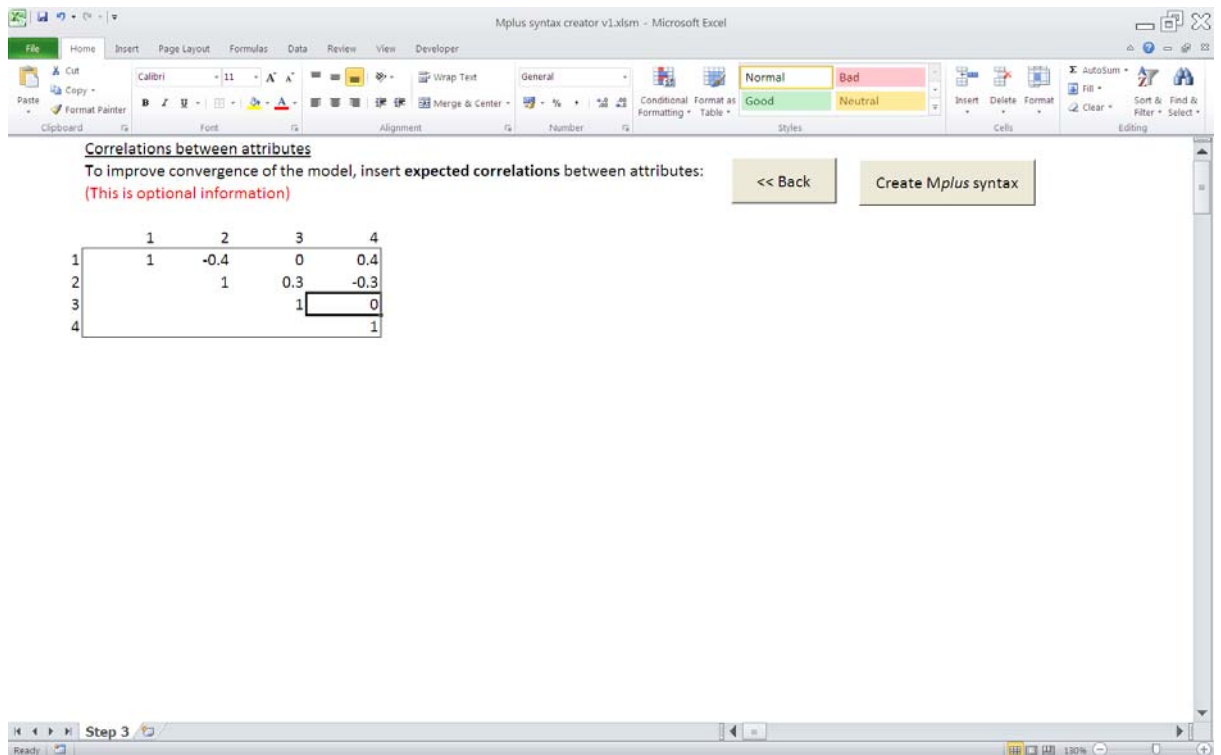 Mplus syntax creator v1.xlsm - Microsoft Excel
File Home Insert Page Layout Formulas Data Review View Developer
Cut
Copy
Format Painter
Paste
Calibri 11
Wrap Text
Merge & Center
General
Conditional Formatting Format as Table
Normal Bad
Good Neutral
Insert Delete Format
AutoSum
Fill
Clear
Sort & Filter Find & Select
Clipboard Font Alignment Number Styles Cells Editing
Correlations between attributes
To improve convergence of the model, insert expected correlations between attributes:
(This is optional information)
<< Back Create Mplus syntax
1 2 3 4
1 1 -0.4 0 0.4
2 1 0.3 -0.3
3 1 0
4 1
Step 3
Ready 130%